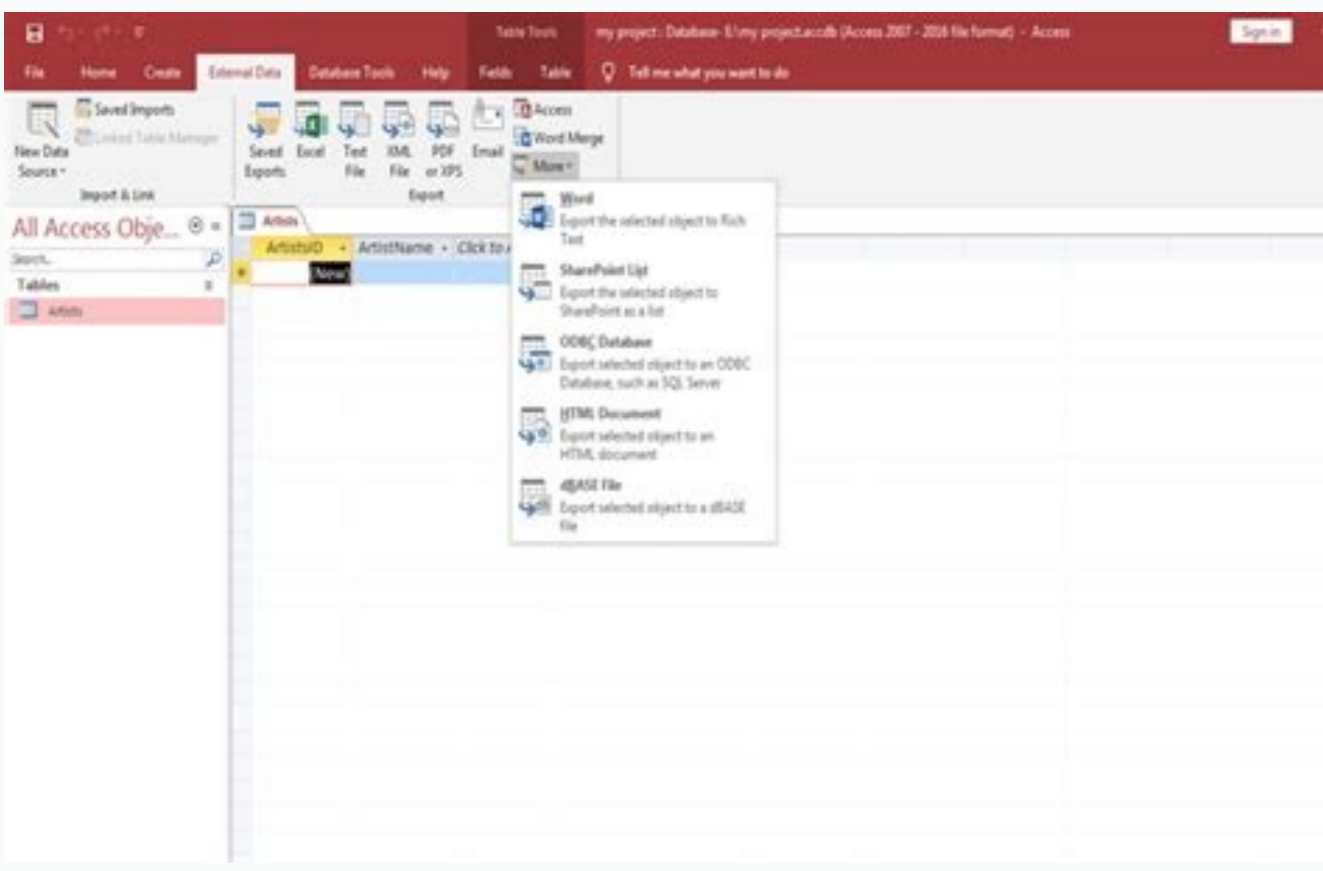 Table Tools
my project : Database- E:\my project.accdb (Access 2007 - 2016 file format) - Access
Sign in
File Home Create External Data Database Tools Help Fields Table Tell me what you want to do
New Data Source
Saved Imports
Linked Table Manager
Import & Link
Saved Exports
Excel
Text File
XML File
PDF or XPS
Email
Access
Word Merge
More
Export
All Access Obje...
Search..
Tables
Artists
Artists
ArtistsID ArtistName Click to
(New)
Word
Export the selected object to Rich
Text
SharePoint List
Export the selected object to
SharePoint as a list
ODBC Database
Export selected object to an ODBC
Database, such as SQL Server
HTML Document
Export selected object to an
HTML document
dBASE File
Export selected object to a dBASE
file